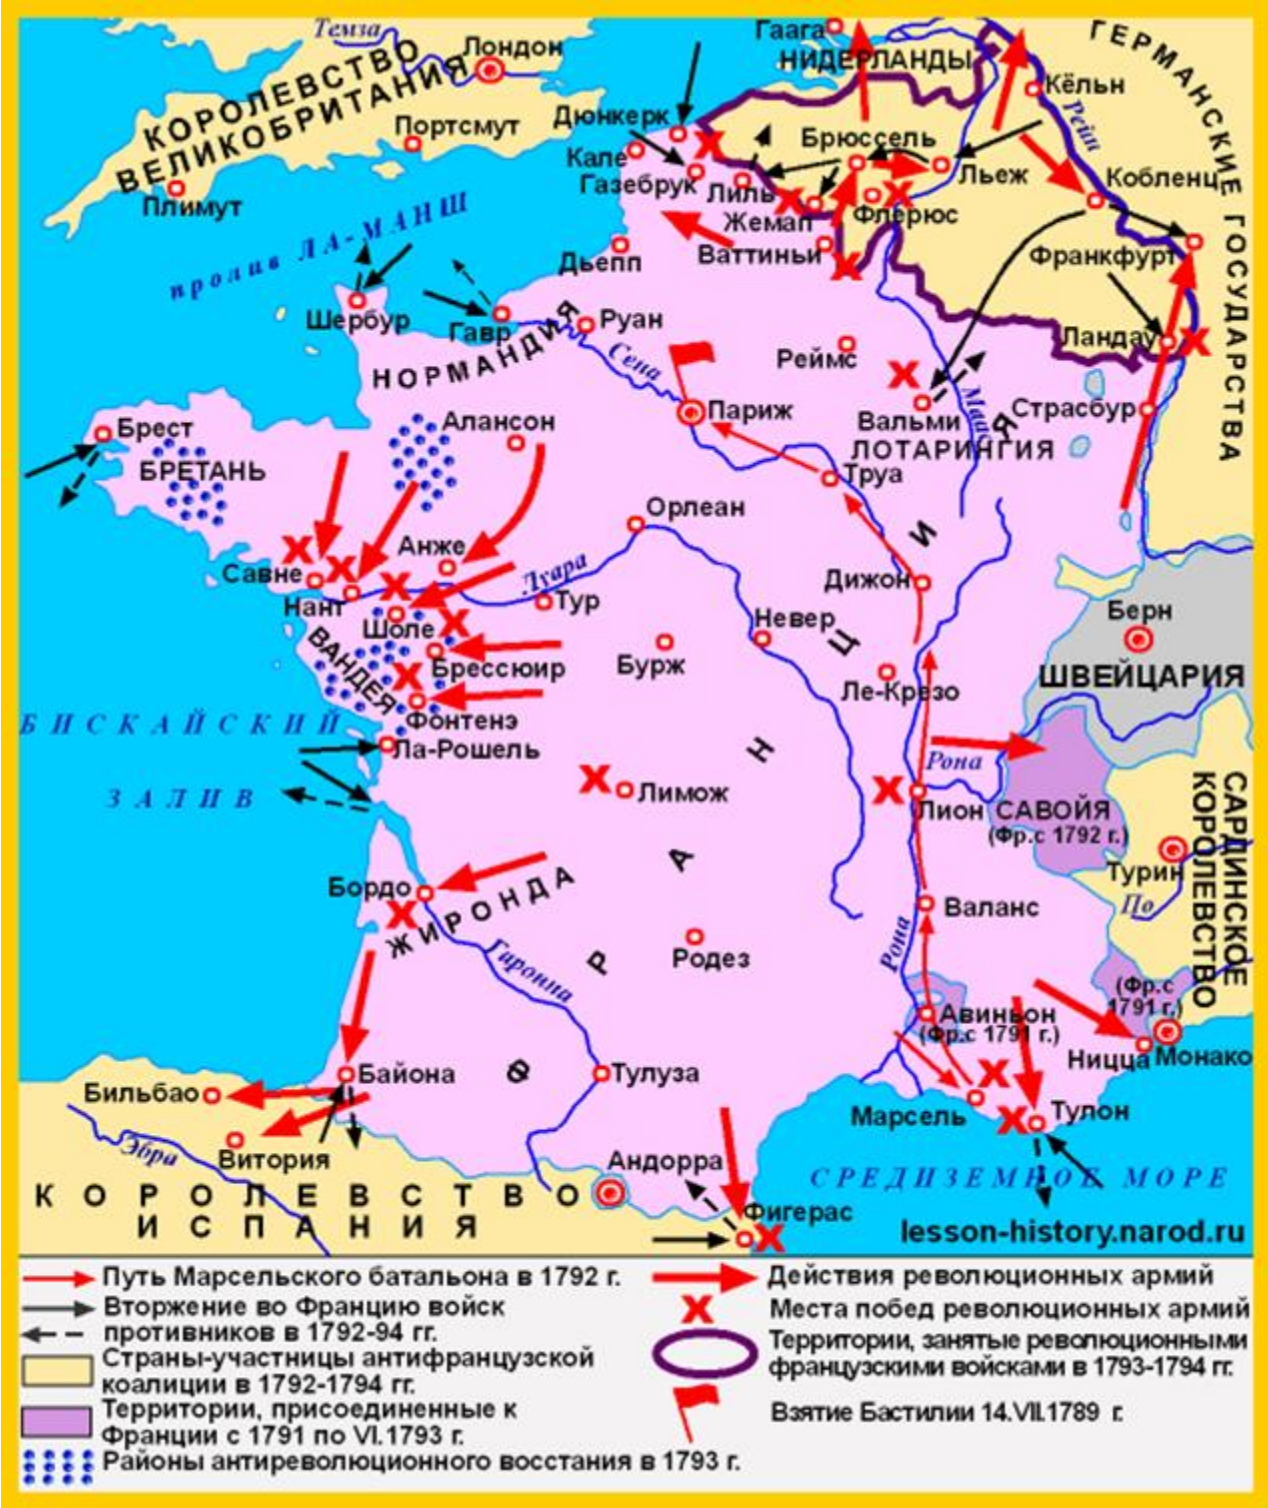 Темза
КОРОЛЕВСТВО
ВЕЛИКОБРИТАНИЯ
Лондон
Портсмут
Плимут
пролив ЛА-МАНШ
Гаага
НИДЕРЛАНДЫ
ГЕРМАНСКИЕ ГОСУДАРСТВА
Кёльн
Рейн
Дюнкерк
Кале
Газебрук
Брюссель
Льеж
Кобленц
Лиль
Жемап
Флёрюс
Ваттиньи
Франкфурт
Дьепп
Шербур
Гавр
Руан
НОРМАНДИЯ
Сена
Реймс
Ландау
Париж
Вальми
Маас
Страсбур
ЛОТАРИНГИЯ
Брест
БРЕТАНЬ
Алансон
Труа
Орлеан
Анже
Савне
Нант
Луара
Тур
Дижон
Шоле
ВАНДЕЯ
Брессюир
Бурж
Невер
Берн
ШВЕЙЦАРИЯ
Ле-Крезо
Фонтенэ
БИСКАЙСКИЙ
ЗАЛИВ
Ла-Рошель
Рона
Лимож
Лион
САВОЙЯ
(Фр.с 1792 г.)
САРДИНСКОЕ
КОРОЛЕВСТВО
Турин
По
Бордо
ЖИРОНДА
Гаронна
Валанс
Родез
Рона
ФРАНЦИЯ
Авиньон
(Фр.с 1791 г.)
(Фр.с
1791 г.)
Ницца
Монако
Байона
Тулуза
Марсель
Тулон
Бильбао
Витория
Эбра
Андорра
СРЕДИЗЕМНОЕ МОРЕ
КОРОЛЕВСТВО
ИСПАНИЯ
Фигерас
lesson-history.narod.ru
Путь Марсельского батальона в 1792 г.
Вторжение во Францию войск
противников в 1792-94 гг.
Страны-участницы антифранцузской
коалиции в 1792-1794 гг.
Территории, присоединенные к
Франции с 1791 по VI.1793 г.
Районы антиреволюционного восстания в 1793 г.
Действия революционных армий
Места побед революционных армий
Территории, занятые революционными
французскими войсками в 1793-1794 гг.
Взятие Бастилии 14.VII.1789 г.